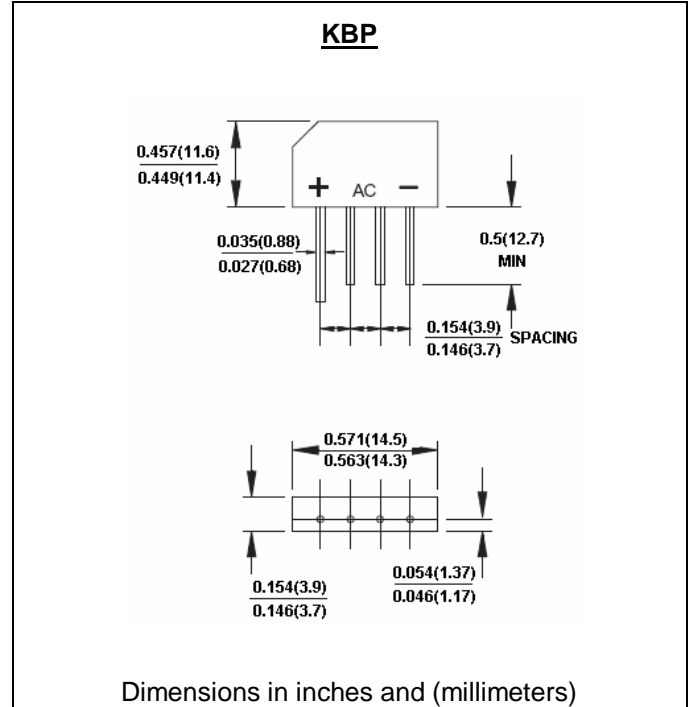 KBP
0.457(11.6)
0.449(11.4)
+ AC −
0.035(0.88)
0.027(0.68)
0.5(12.7)
MIN
0.154(3.9)
0.146(3.7)
SPACING
0.571(14.5)
0.563(14.3)
0.154(3.9)
0.146(3.7)
0.054(1.37)
0.046(1.17)
Dimensions in inches and (millimeters)